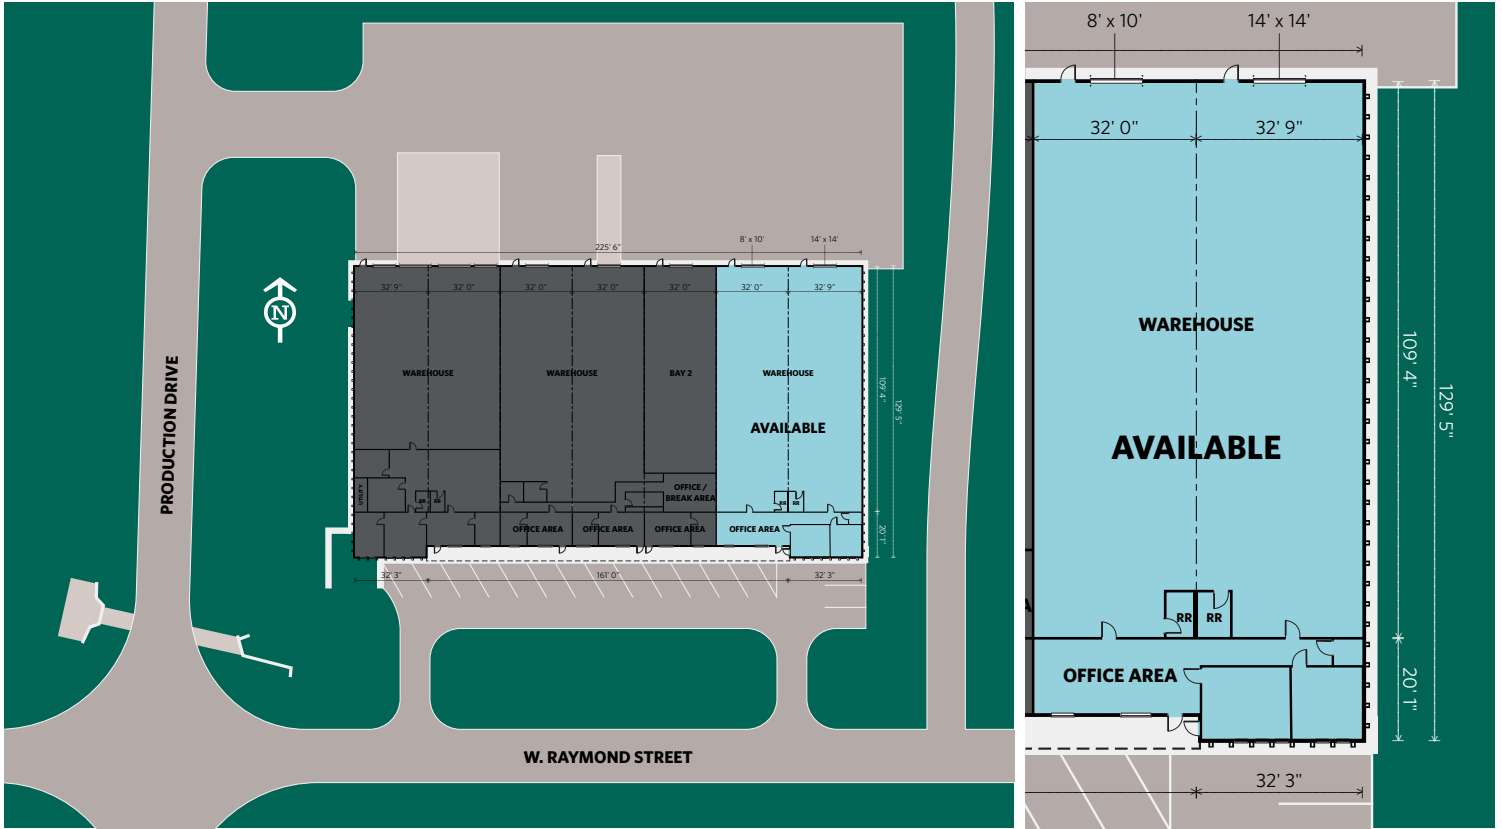 8' x 10'
14' x 14'
225' 6"
32' 9"
32' 0"
32' 0"
32' 0"
32' 0"
32' 0"
32' 9"
N
WAREHOUSE
WAREHOUSE
BAY 2
WAREHOUSE
AVAILABLE
109' 4"
129' 5"
PRODUCTION DRIVE
UTILITY
RR
RR
OFFICE /
BREAK AREA
RR
RR
OFFICE AREA
OFFICE AREA
OFFICE AREA
OFFICE AREA
20' 1"
32' 3"
161' 0"
32' 3"
W. RAYMOND STREET
8' x 10'
14' x 14'
32' 0"
32' 9"
WAREHOUSE
109' 4"
129' 5"
AVAILABLE
A
RR
RR
OFFICE AREA
20' 1"
32' 3"